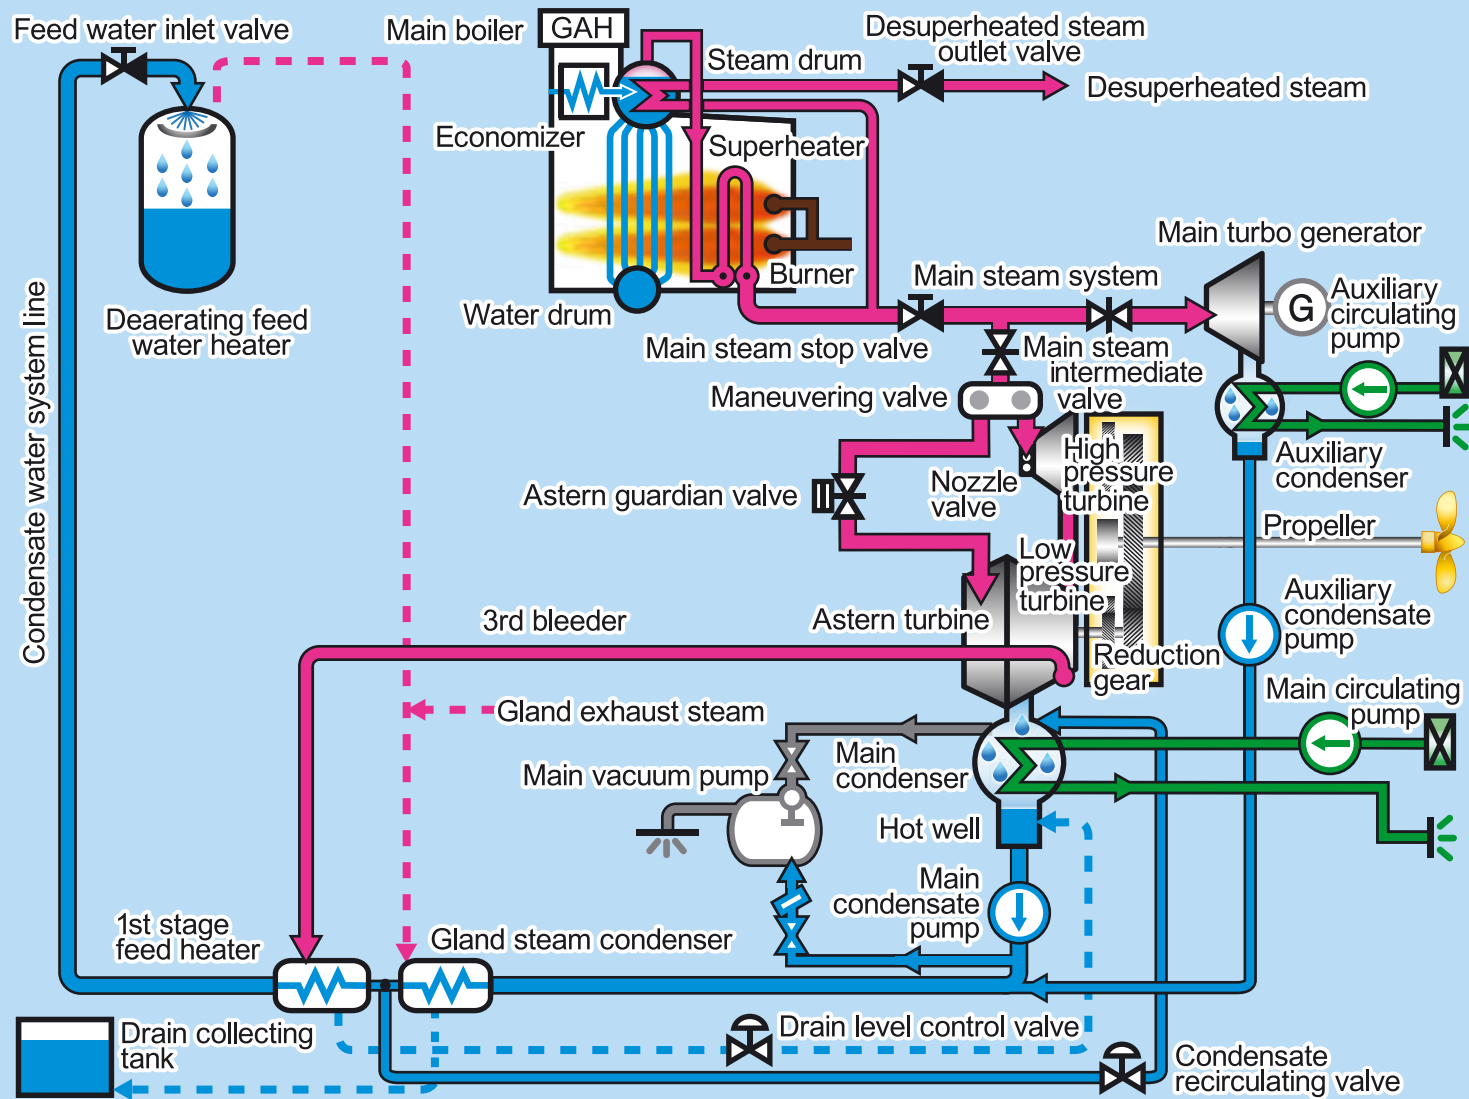 Feed water inlet valve
Main boiler
GAH
Steam drum
Desuperheated steam
outlet valve
Desuperheated steam
Economizer
Superheater
Burner
Water drum
Deaerating feed
water heater
Condensate water system line
Main steam system
Main turbo generator
G
Auxiliary
circulating
pump
Main steam stop valve
Main steam
intermediate
valve
Maneuvering valve
High
pressure
turbine
Nozzle
valve
Astern guardian valve
Auxiliary
condenser
Propeller
Low
pressure
turbine
Astern turbine
Auxiliary
condensate
pump
3rd bleeder
Reduction
gear
Gland exhaust steam
Main circulating
pump
Main vacuum pump
Main
condenser
Hot well
Main
condensate
pump
1st stage
feed heater
Gland steam condenser
Drain collecting
tank
Drain level control valve
Condensate
recirculating valve